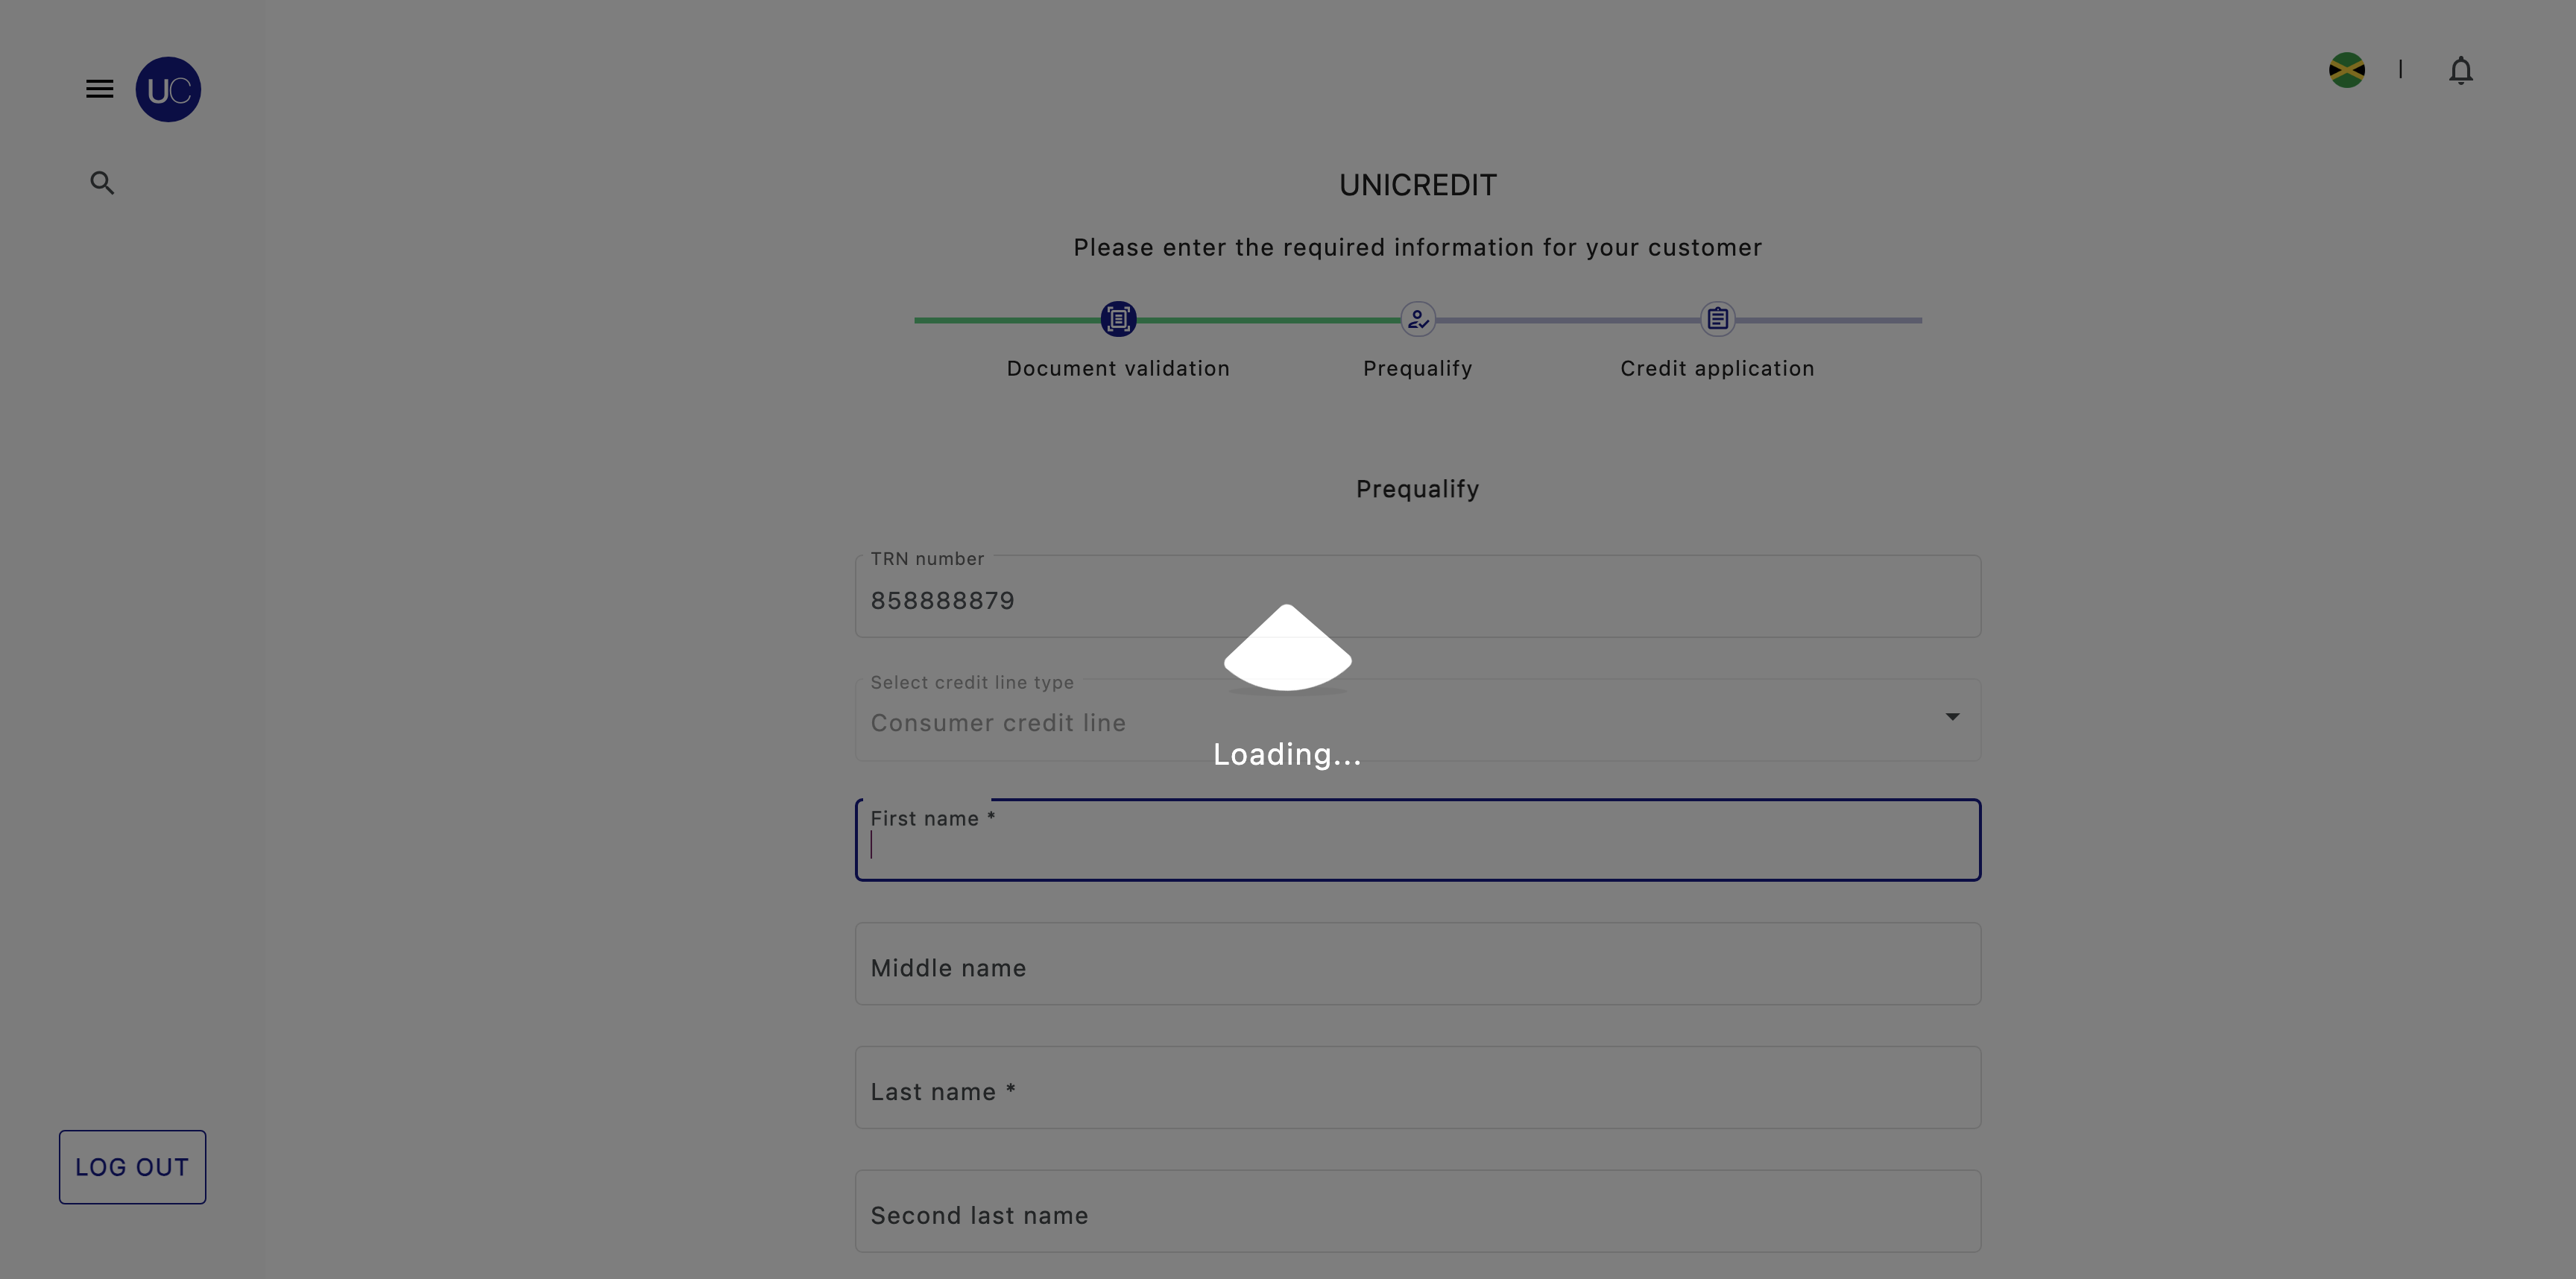 UC
UNICREDIT
Please enter the required information for your customer
Document validation
Prequalify
Credit application
Prequalify
TRN number
858888879
Select credit line type
Consumer credit line
Loading...
First name *
Middle name
Last name *
Second last name
LOG OUT